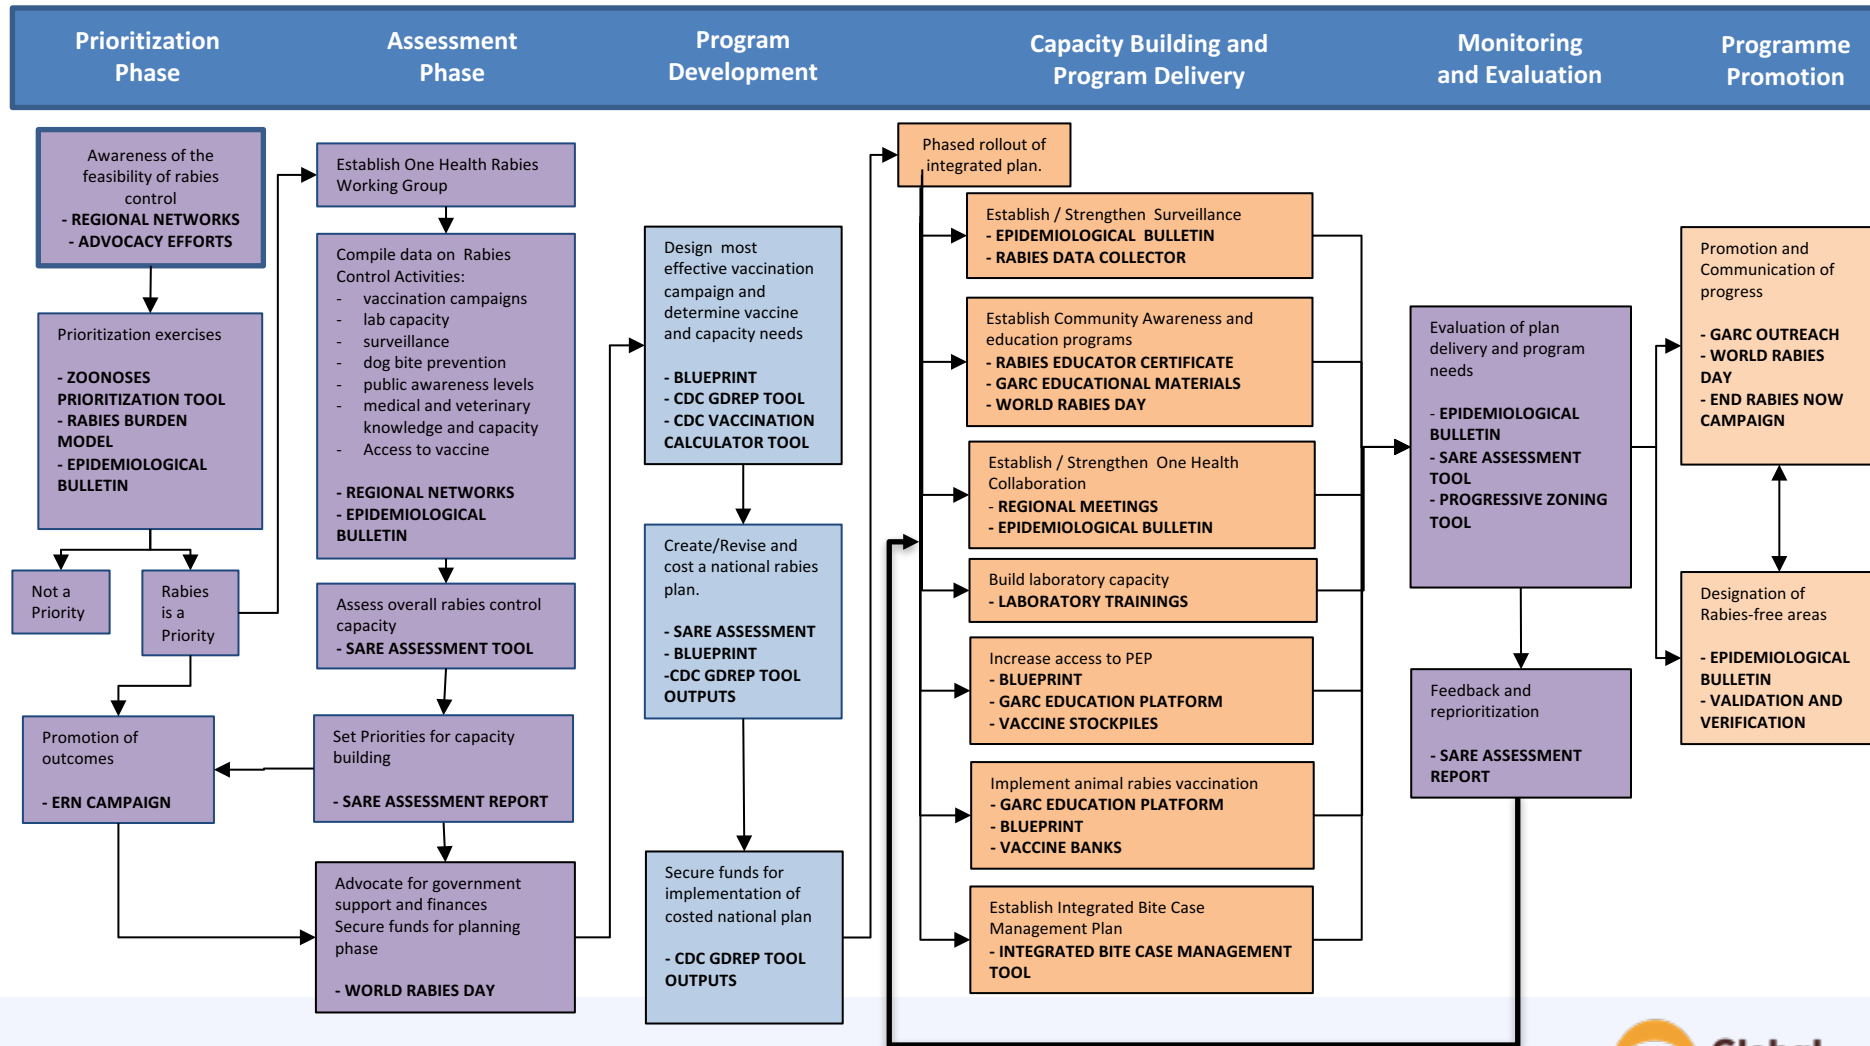 Prioritization
Phase
Assessment
Phase
Program
Development
Capacity Building and
Program Delivery
Monitoring
and Evaluation
Programme
Promotion
Awareness of the
feasibility of rabies
control
- REGIONAL NETWORKS
- ADVOCACY EFFORTS
Prioritization exercises
- ZOONOSES
PRIORITIZATION TOOL
- RABIES BURDEN
MODEL
- EPIDEMIOLOGICAL
BULLETIN
Not a
Priority
Rabies
is a
Priority
Promotion of
outcomes
- ERN CAMPAIGN
Establish One Health Rabies
Working Group
Compile data on Rabies
Control Activities:
- vaccination campaigns
- lab capacity
- surveillance
- dog bite prevention
- public awareness levels
- medical and veterinary
knowledge and capacity
- Access to vaccine
- REGIONAL NETWORKS
- EPIDEMIOLOGICAL
BULLETIN
Assess overall rabies control
capacity
- SARE ASSESSMENT TOOL
Set Priorities for capacity
building
- SARE ASSESSMENT REPORT
Advocate for government
support and finances
Secure funds for planning
phase
- WORLD RABIES DAY
Design most
effective vaccination
campaign and
determine vaccine
and capacity needs
- BLUEPRINT
- CDC GDREP TOOL
- CDC VACCINATION
CALCULATOR TOOL
Create/Revise and
cost a national rabies
plan.
- SARE ASSESSMENT
- BLUEPRINT
-CDC GDREP TOOL
OUTPUTS
Secure funds for
implementation of
costed national plan
- CDC GDREP TOOL
OUTPUTS
Phased rollout of
integrated plan.
Establish / Strengthen Surveillance
- EPIDEMIOLOGICAL BULLETIN
- RABIES DATA COLLECTOR
Establish Community Awareness and
education programs
- RABIES EDUCATOR CERTIFICATE
- GARC EDUCATIONAL MATERIALS
- WORLD RABIES DAY
Establish / Strengthen One Health
Collaboration
- REGIONAL MEETINGS
- EPIDEMIOLOGICAL BULLETIN
Build laboratory capacity
- LABORATORY TRAININGS
Increase access to PEP
- BLUEPRINT
- GARC EDUCATION PLATFORM
- VACCINE STOCKPILES
Implement animal rabies vaccination
- GARC EDUCATION PLATFORM
- BLUEPRINT
- VACCINE BANKS
Establish Integrated Bite Case
Management Plan
- INTEGRATED BITE CASE MANAGEMENT
TOOL
Evaluation of plan
delivery and program
needs
- EPIDEMIOLOGICAL
BULLETIN
- SARE ASSESSMENT
TOOL
- PROGRESSIVE ZONING
TOOL
Feedback and
reprioritization
- SARE ASSESSMENT
REPORT
Promotion and
Communication of
progress
- GARC OUTREACH
- WORLD RABIES
DAY
- END RABIES NOW
CAMPAIGN
Designation of
Rabies-free areas
- EPIDEMIOLOGICAL
BULLETIN
- VALIDATION AND
VERIFICATION
Global